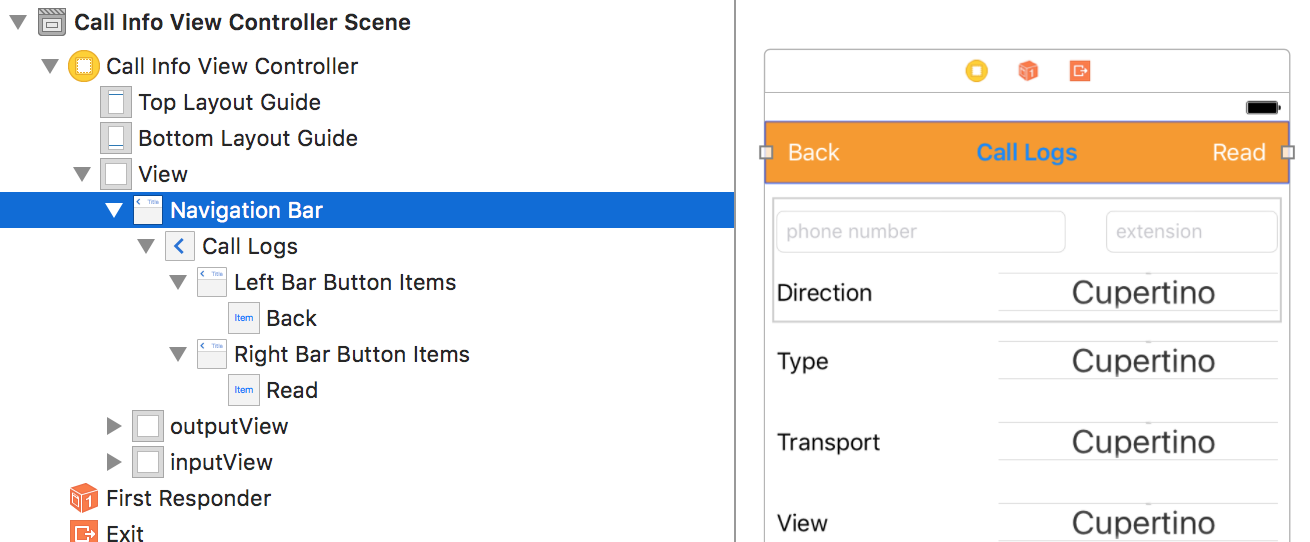 Call Info View Controller Scene
Call Info View Controller
Top Layout Guide
Bottom Layout Guide
View
Navigation Bar
Call Logs
Left Bar Button Items
Item Back
Right Bar Button Items
Item Read
outputView
inputView
First Responder
Exit
Back Call Logs Read
phone number extension
Direction Cupertino
Type Cupertino
Transport Cupertino
View Cupertino